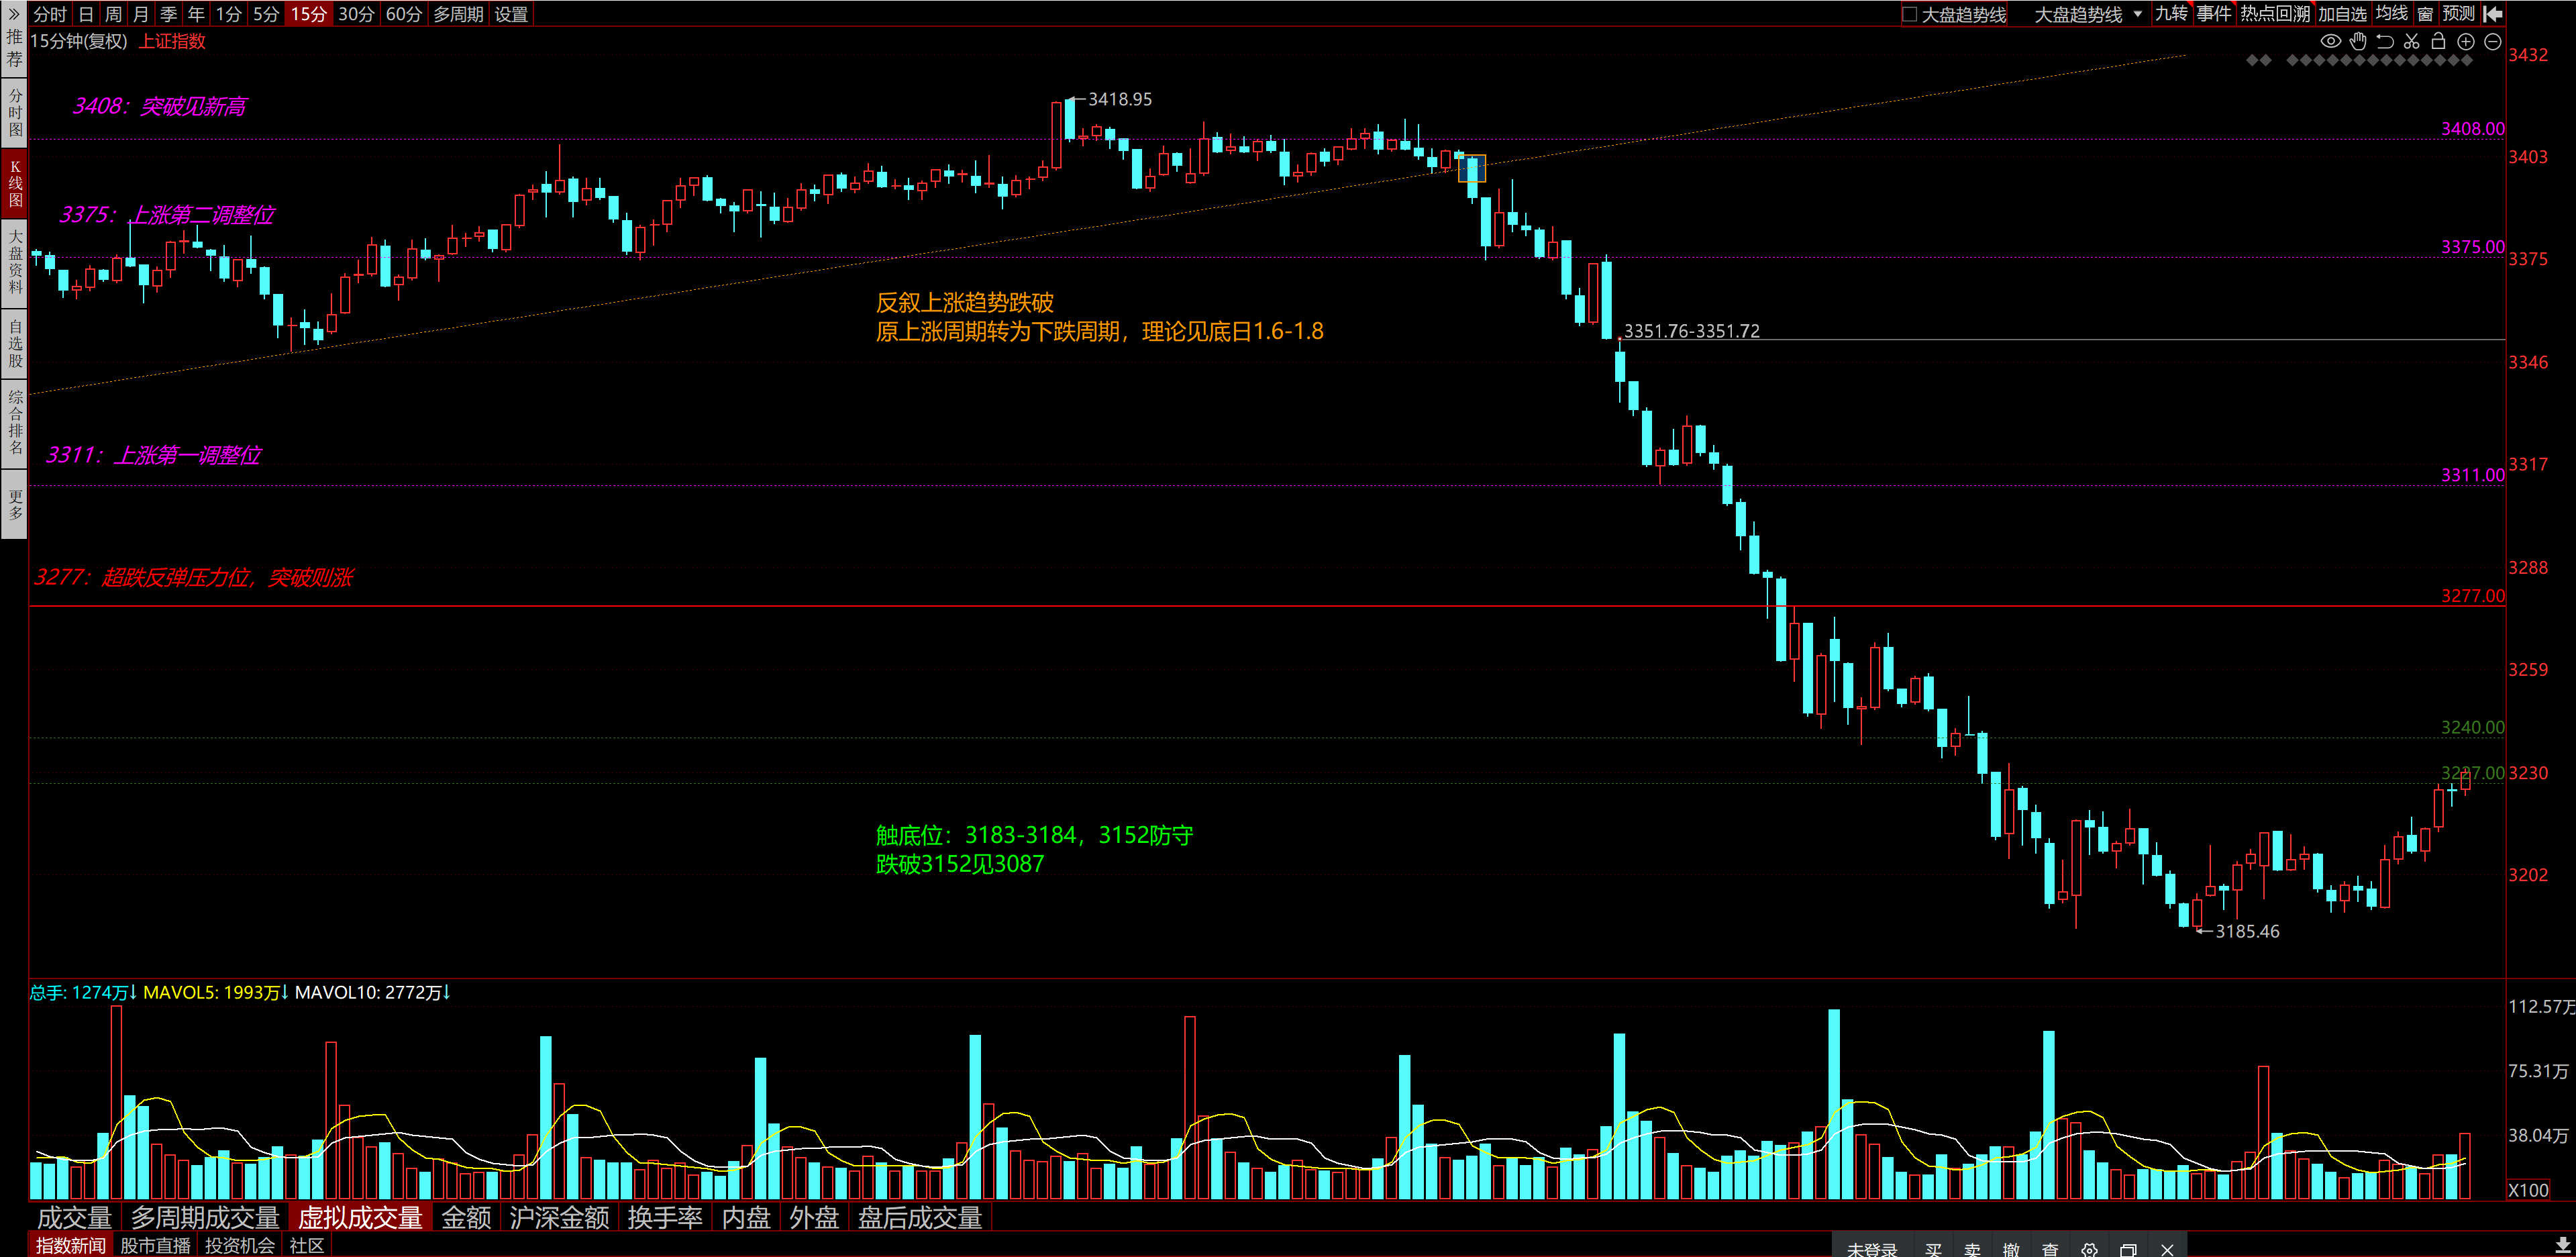 分时 日 周 月 季 年 1分 5分 15分 30分 60分 多周期 设置
大盘趋势线 大盘趋势线 九转 事件 热点回溯 加自选 均线 窗 预测
推荐
分时图
K线图
大盘资料
自选股
综合排名
更多
15分钟(复权) 上证指数
3432
3418.95
3408：突破见新高
3408.00
3403
3375：上涨第二调整位
3375.00
3375
反叙上涨趋势跌破
原上涨周期转为下跌周期，理论见底日1.6-1.8
3351.76-3351.72
3346
3311：上涨第一调整位
3317
3311.00
3288
3277：超跌反弹压力位，突破则涨
3277.00
3259
3240.00
3227.00
3230
触底位：3183-3184，3152防守
跌破3152见3087
3202
3185.46
总手: 1274万↓ MAVOL5: 1993万↓ MAVOL10: 2772万↓
112.57万
75.31万
38.04万
X100
成交量 多周期成交量 虚拟成交量 金额 沪深金额 换手率 内盘 外盘 盘后成交量
指数新闻 股市直播 投资机会 社区
未登录 买 卖 撤 查